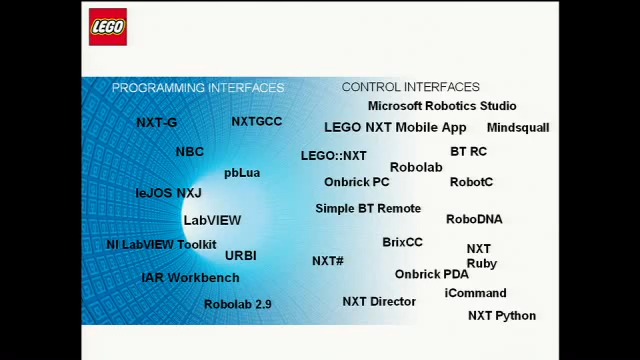 LEGO
PROGRAMMING INTERFACES
NXT-G
NXTGCC
NBC
pbLua
leJOS NXJ
LabVIEW
NI LabVIEW Toolkit
URBI
IAR Workbench
Robolab 2.9
CONTROL INTERFACES
Microsoft Robotics Studio
LEGO NXT Mobile App
Mindsquall
LEGO::NXT
BT RC
Robolab
Onbrick PC
RobotC
Simple BT Remote
RoboDNA
BrixCC
NXT
Ruby
NXT#
Onbrick PDA
iCommand
NXT Director
NXT Python